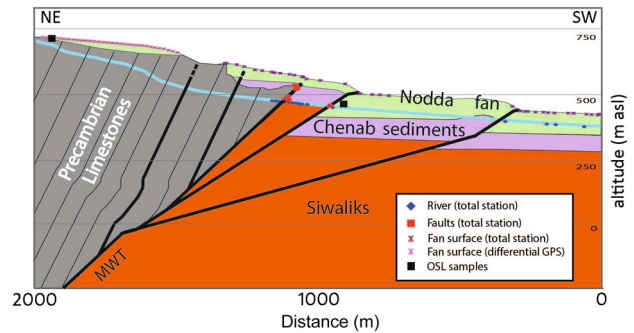 NE
SW
750
500
250
0
altitude (m asl)
Nodda fan
Chenab sediments
Precambrian
Limestones
Siwaliks
MWT
River (total station)
Faults (total station)
Fan surface (total station)
Fan surface (differential GPS)
OSL samples
2000
1000
0
Distance (m)